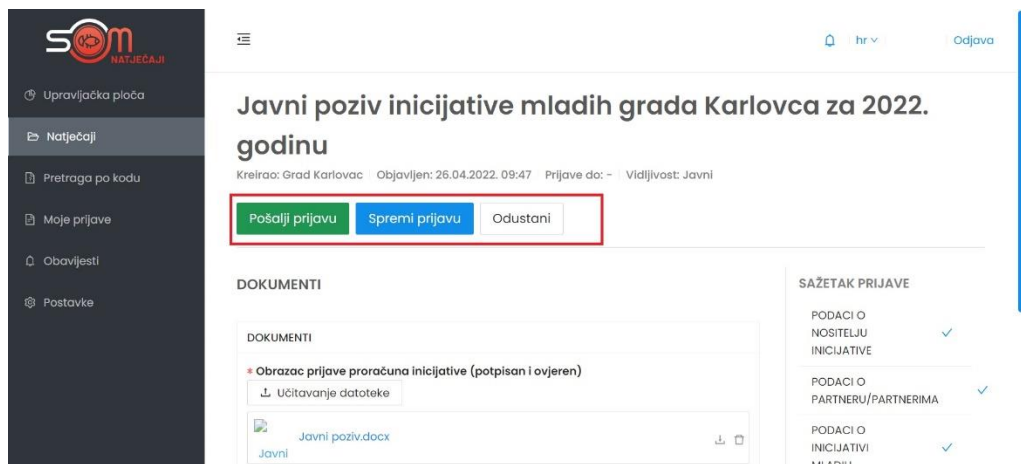 SOM
NATJEČAJI
hr
Odjava
Upravljačka ploča
Natječaji
Pretraga po kodu
Moje prijave
Obavijesti
Postavke
Javni poziv inicijative mladih grada Karlovca za 2022.
godinu
Kreirao: Grad Karlovac Objavljen: 26.04.2022. 09:47 Prijave do: - Vidljivost: Javni
Pošalji prijavu Spremi prijavu Odustani
DOKUMENTI
DOKUMENTI
* Obrazac prijave proračuna inicijative (potpisan i ovjeren)
Učitavanje datoteke
Javni poziv.docx
Javni
SAŽETAK PRIJAVE
PODACI O
NOSITELJU
INICIJATIVE
PODACI O
PARTNERU/PARTNERIMA
PODACI O
INICIJATIVI
MLADIH